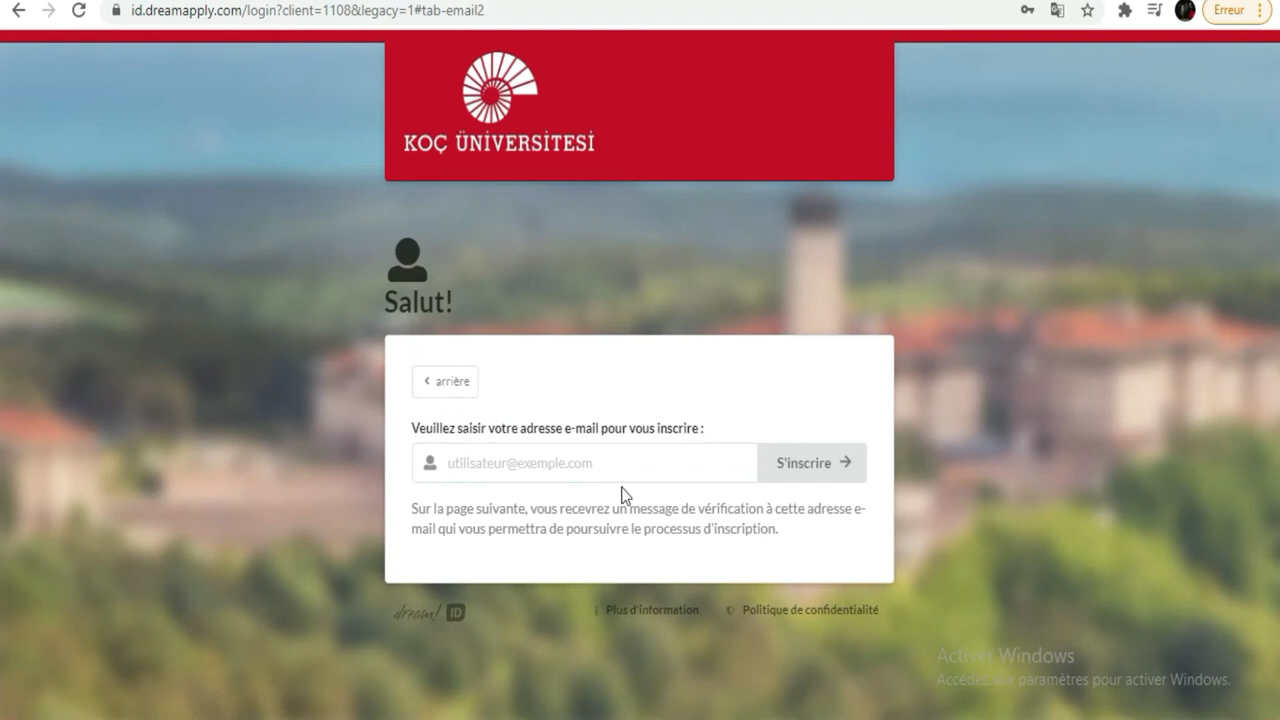 id.dreamapply.com/login?client=1108&legacy=1#tab-email2
Erreur
KOÇ ÜNİVERSİTESİ
Salut!
arrière
Veuillez saisir votre adresse e-mail pour vous inscrire :
utilisateur@exemple.com
S'inscrire
Sur la page suivante, vous recevrez un message de vérification à cette adresse e-
mail qui vous permettra de poursuivre le processus d'inscription.
dream! ID
Plus d'information
Politique de confidentialité
Activer Windows
Accédez aux paramètres pour activer Windows.